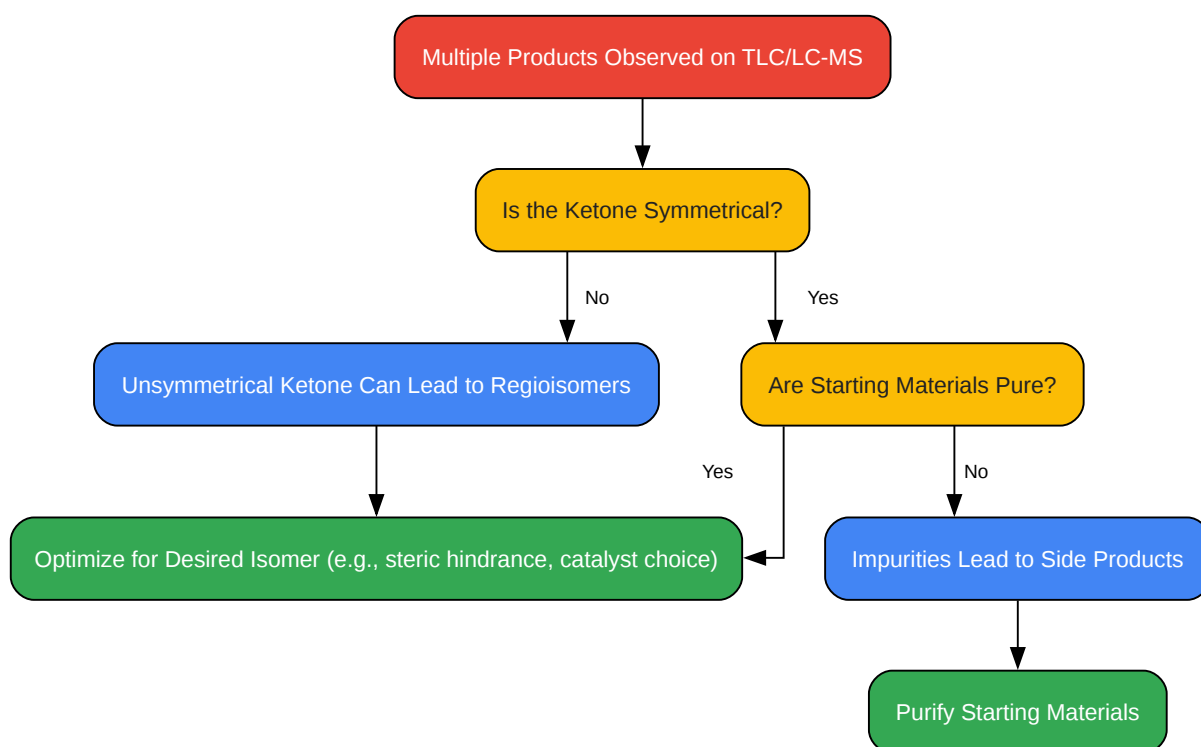 Multiple Products Observed on TLC/LC-MS
Is the Ketone Symmetrical?
No
Yes
Unsymmetrical Ketone Can Lead to Regioisomers
Are Starting Materials Pure?
Yes
No
Optimize for Desired Isomer (e.g., steric hindrance, catalyst choice)
Impurities Lead to Side Products
Purify Starting Materials